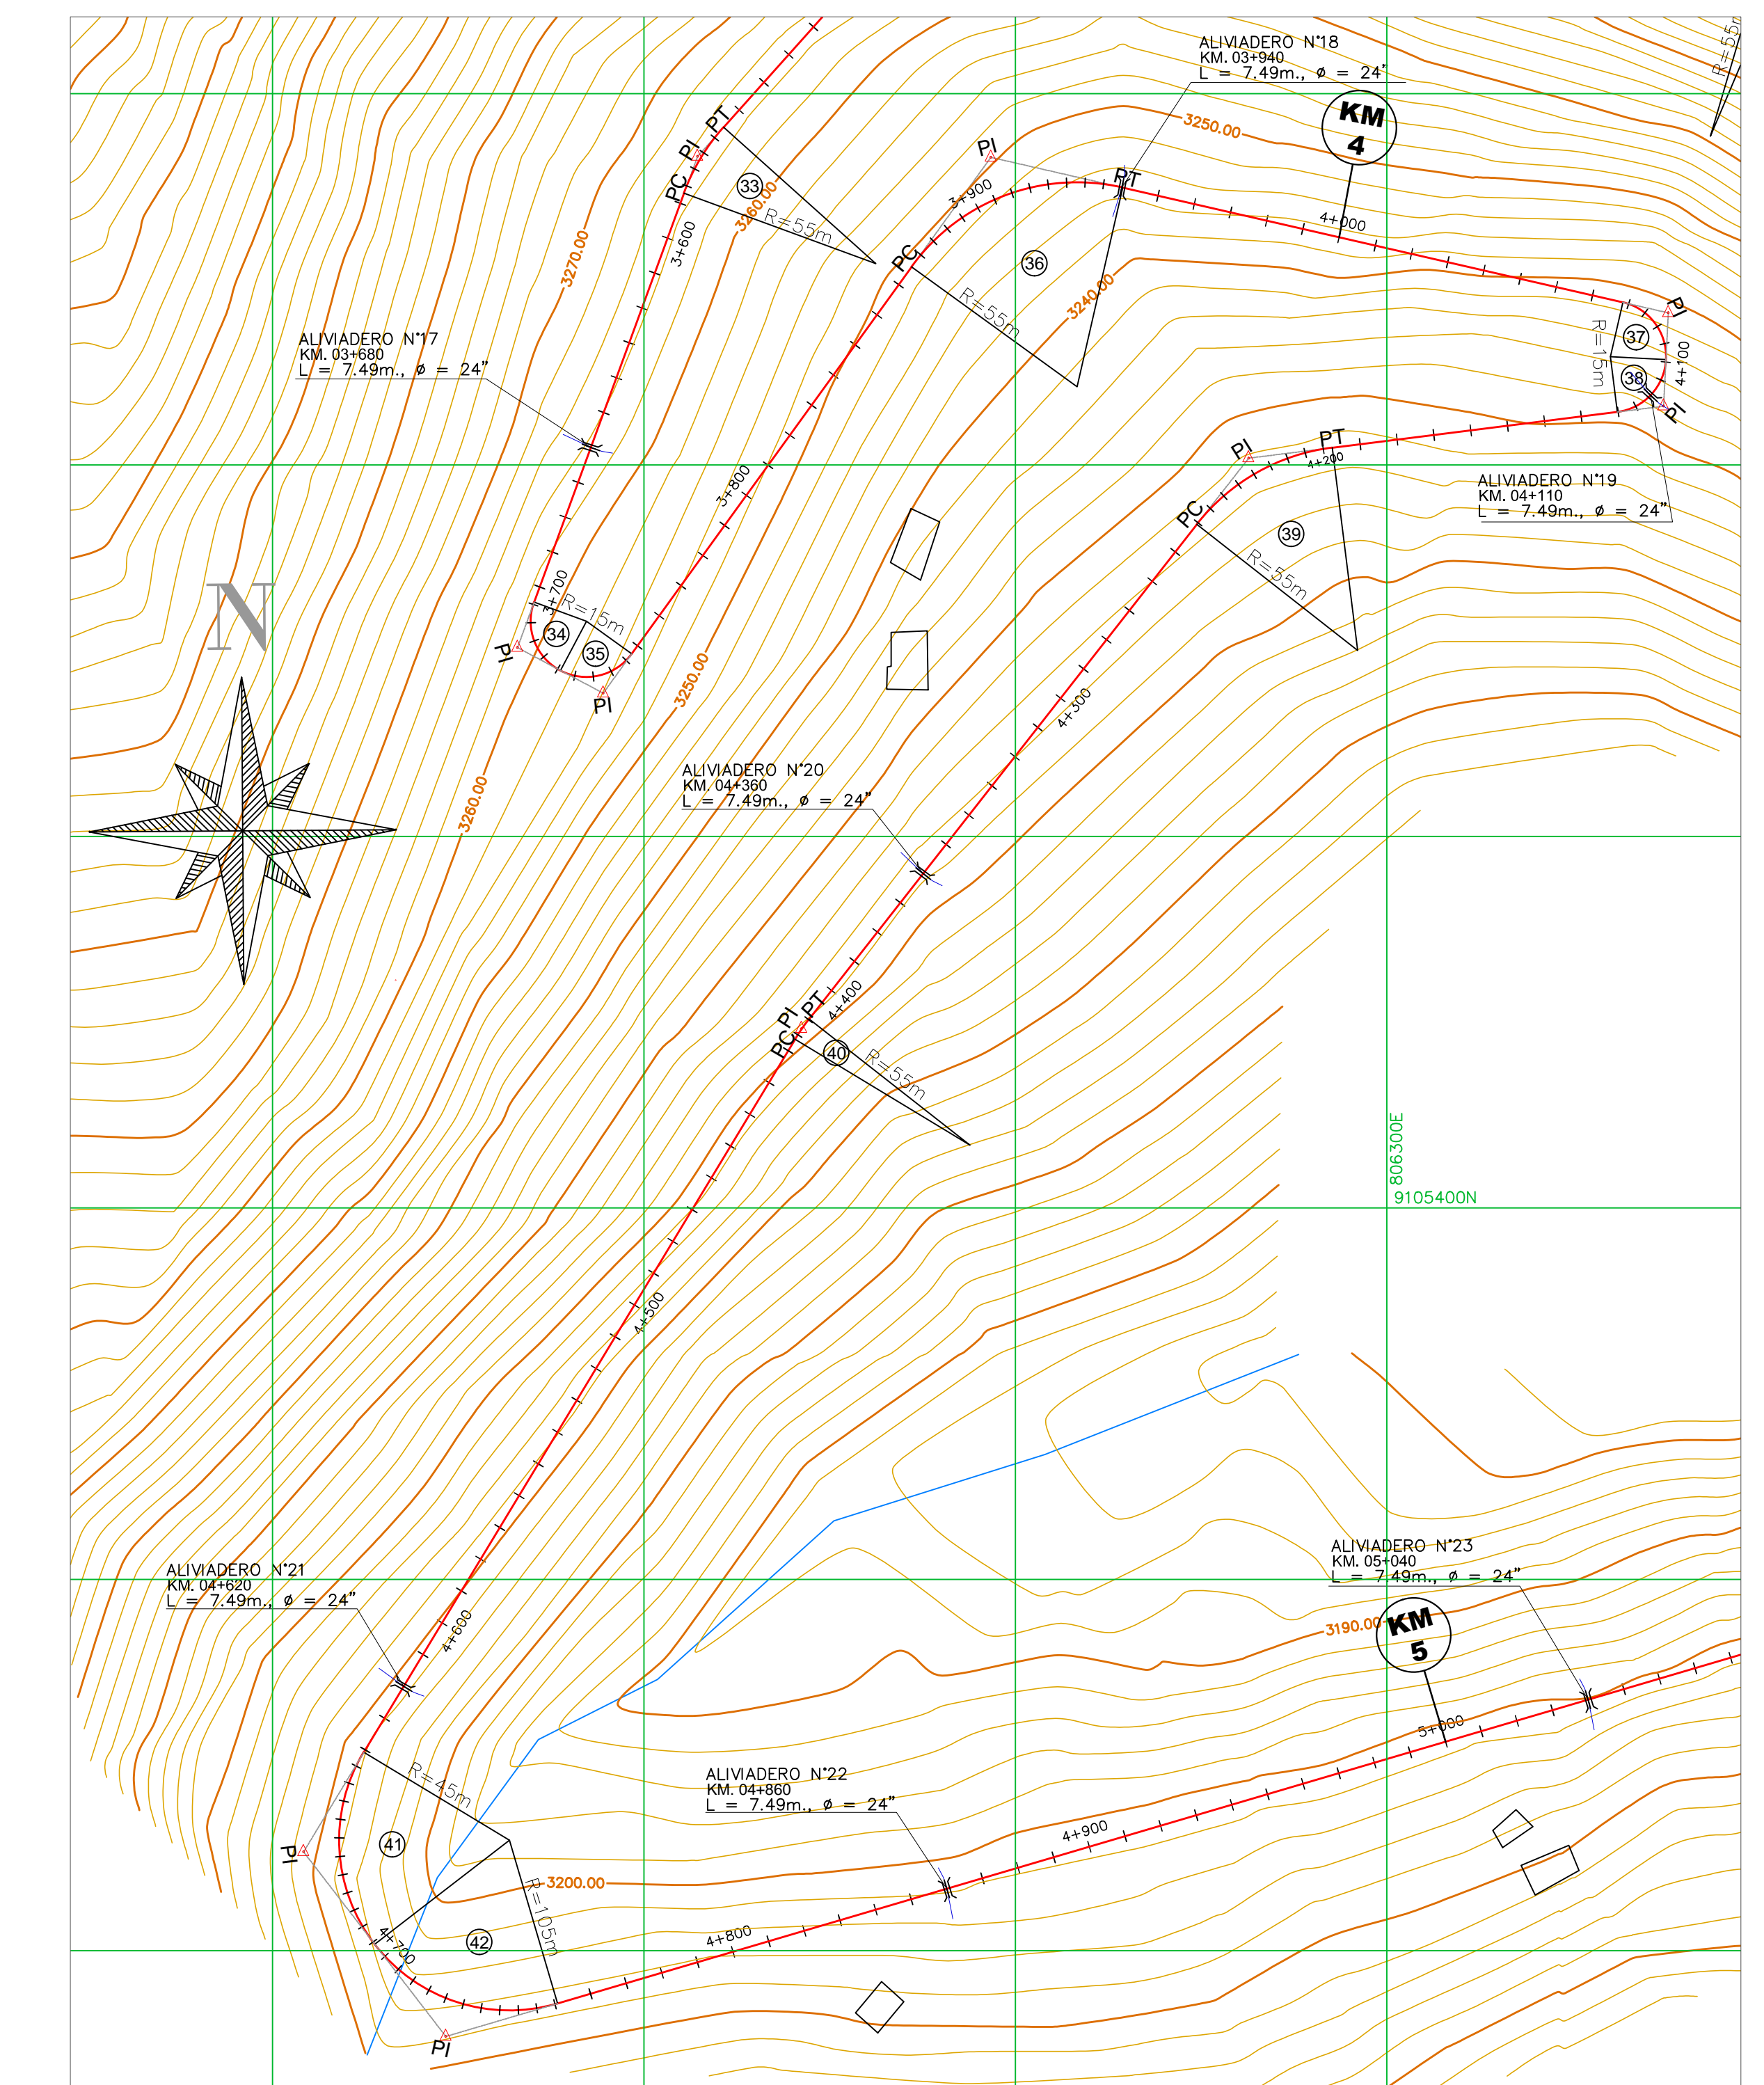 ALIVIADERO N°18
KM. 03+940
L = 7.49m., ø = 24"
R=55m
KM
4
3250.00
PT
PI
PC
33
3260.00
R=55m
3+600
3270.00
PI
3+900
PT
4+000
PC
36
R=55m
3240.00
PI
37
R=15m
4+100
38
PI
ALIVIADERO N°17
KM. 03+680
L = 7.49m., ø = 24"
3+800
PI
PT
4+200
PC
39
R=55m
ALIVIADERO N°19
KM. 04+110
L = 7.49m., ø = 24"
N
3+700
R=15m
34
35
PI
PI
3250.00
4+300
3260.00
ALIVIADERO N°20
KM. 04+360
L = 7.49m., ø = 24"
4+400
PI
PT
PC
40
R=55m
806300E
9105400N
4+500
ALIVIADERO N°21
KM. 04+620
L = 7.49m., ø = 24"
4+600
ALIVIADERO N°23
KM. 05+040
L = 7.49m., ø = 24"
3190.00
KM
5
5+000
R=45m
41
PI
ALIVIADERO N°22
KM. 04+860
L = 7.49m., ø = 24"
4+900
3200.00
R=105m
42
4+700
4+800
PI